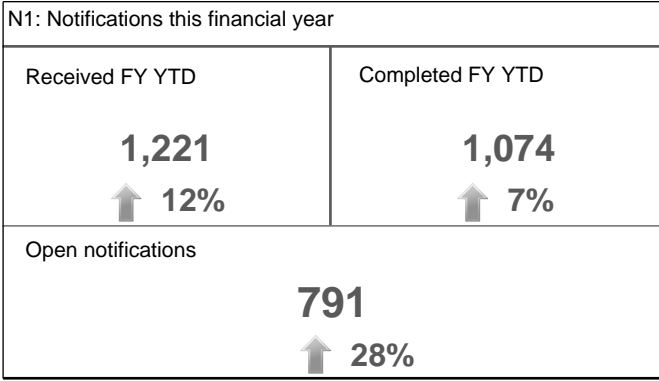 N1: Notifications this financial year
Received FY YTD
1,221
12%
Completed FY YTD
1,074
7%
Open notifications
791
28%